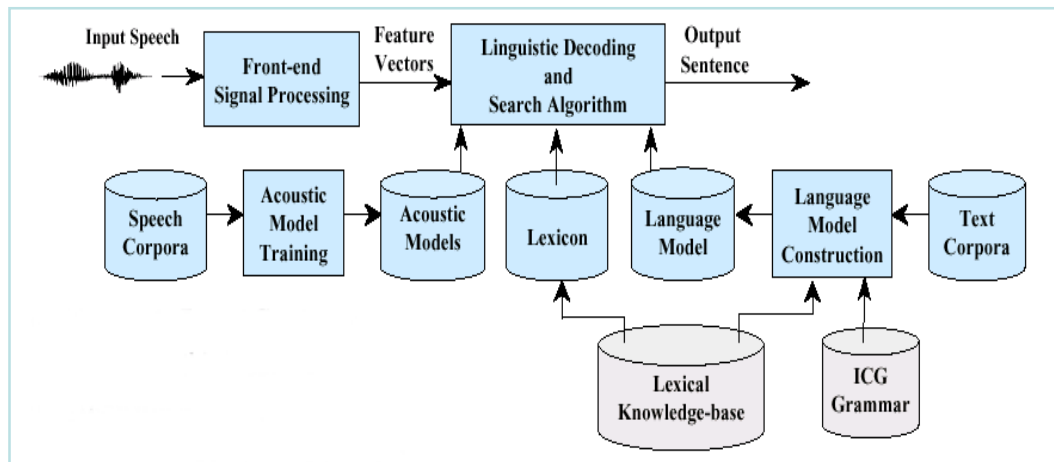 Input Speech
Front-end
Signal Processing
Feature
Vectors
Linguistic Decoding
and
Search Algorithm
Output
Sentence
Speech
Corpora
Acoustic
Model
Training
Acoustic
Models
Lexicon
Language
Model
Language
Model
Construction
Text
Corpora
Lexical
Knowledge-base
ICG
Grammar